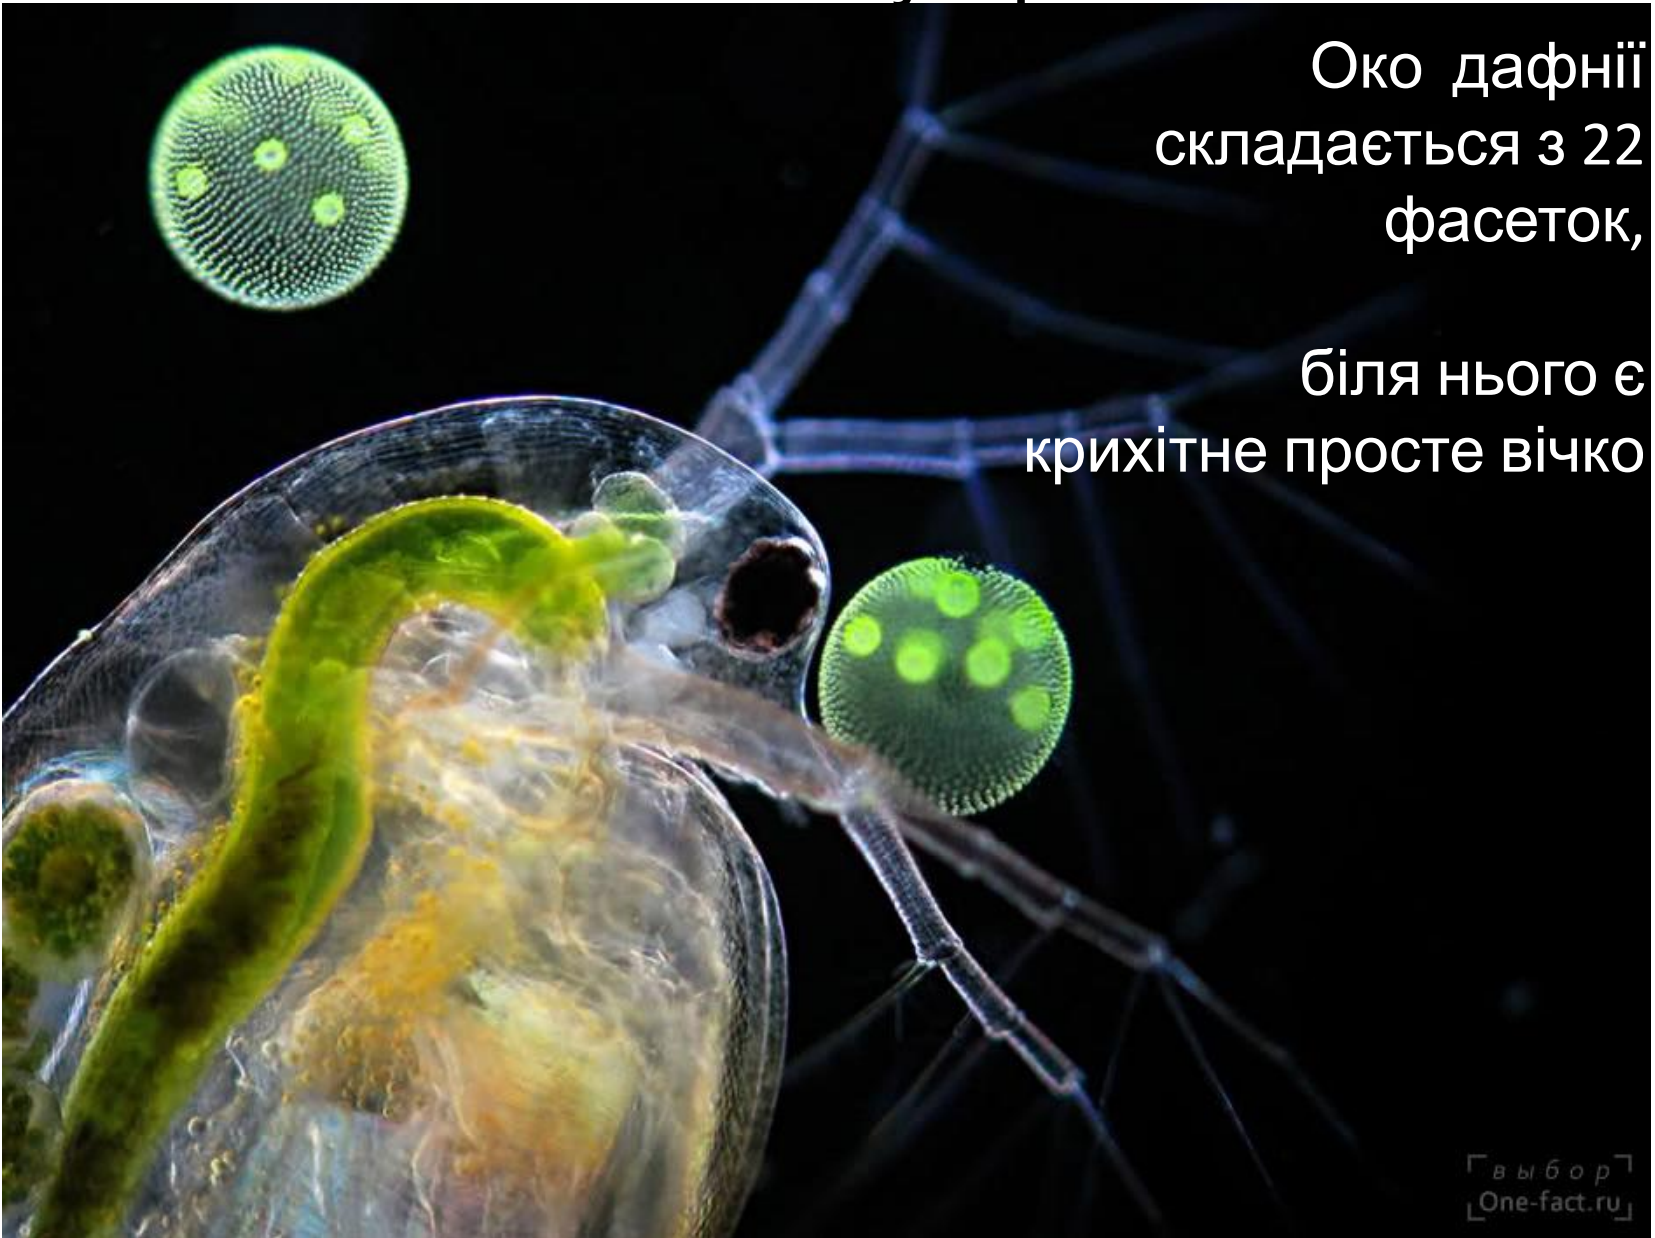 Око дафнії
складається з 22
фасеток,
біля нього є
крихітне просте вічко
выбор
One-fact.ru